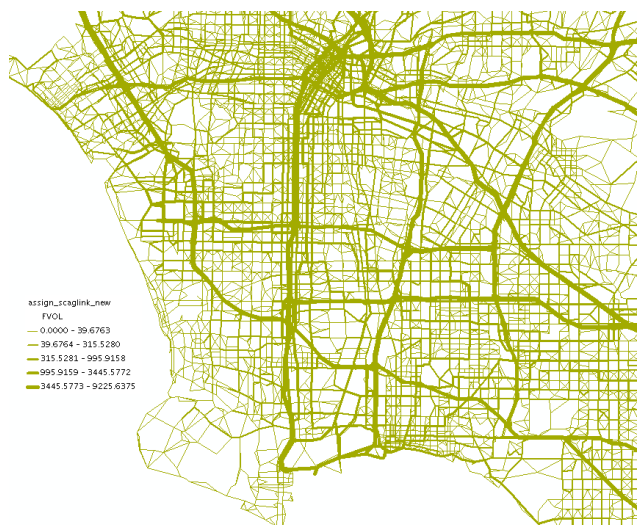 assign_scaglink_new
FVOL
0.0000 - 39.6763
39.6764 - 315.5280
315.5281 - 995.9158
995.9159 - 3445.5772
3445.5773 - 9225.6375